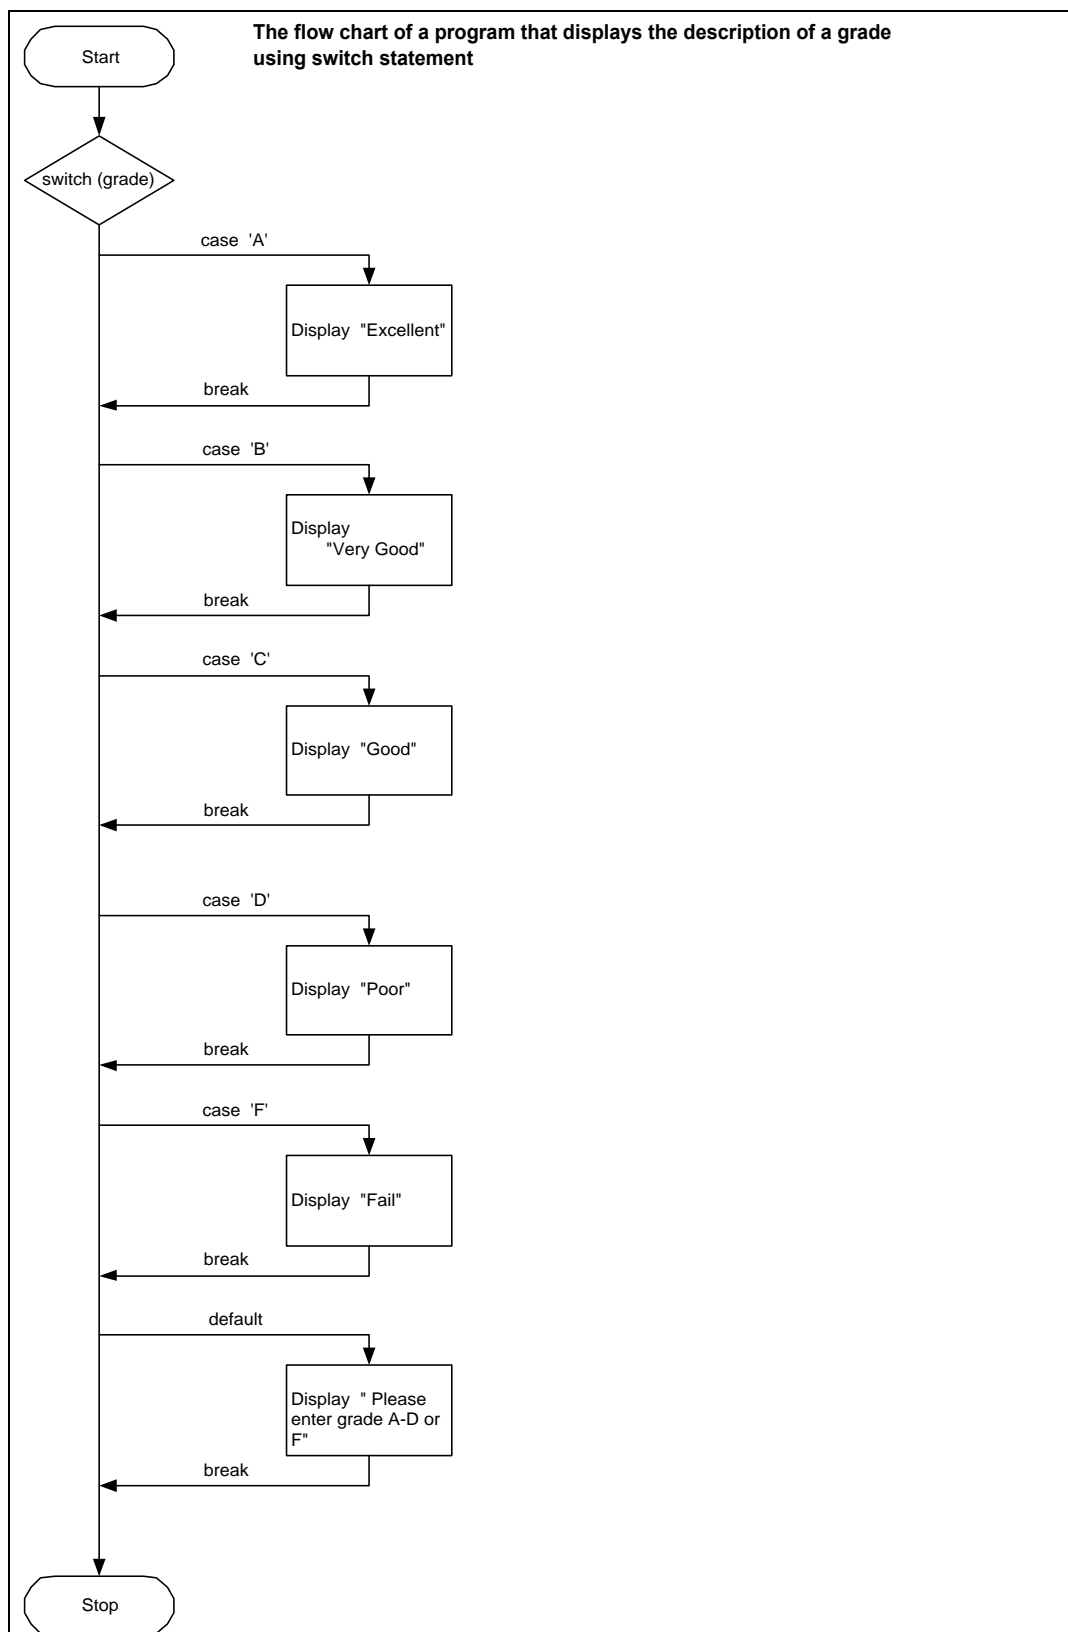 The flow chart of a program that displays the description of a grade
using switch statement
Start
switch (grade)
case 'A'
Display "Excellent"
break
case 'B'
Display
"Very Good"
break
case 'C'
Display "Good"
break
case 'D'
Display "Poor"
break
case 'F'
Display "Fail"
break
default
Display " Please
enter grade A-D or
F"
break
Stop